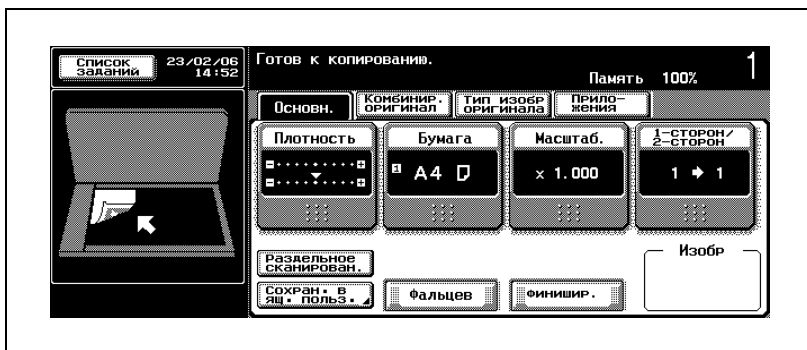 Список
заданий
23/02/06
14:52
Готов к копированию.
Память 100%
1
Основн.
Комбинир.
оригинал
Тип изобр
оригинала
Прило-
жения
Плотность
Бумага
Масштаб.
1-сторон/
2-сторон
1 A4
× 1.000
1 ➔ 1
Раздельное
сканирован.
Изобр
Сохран. в
ящ. польз.
Фальцев
Финишир.